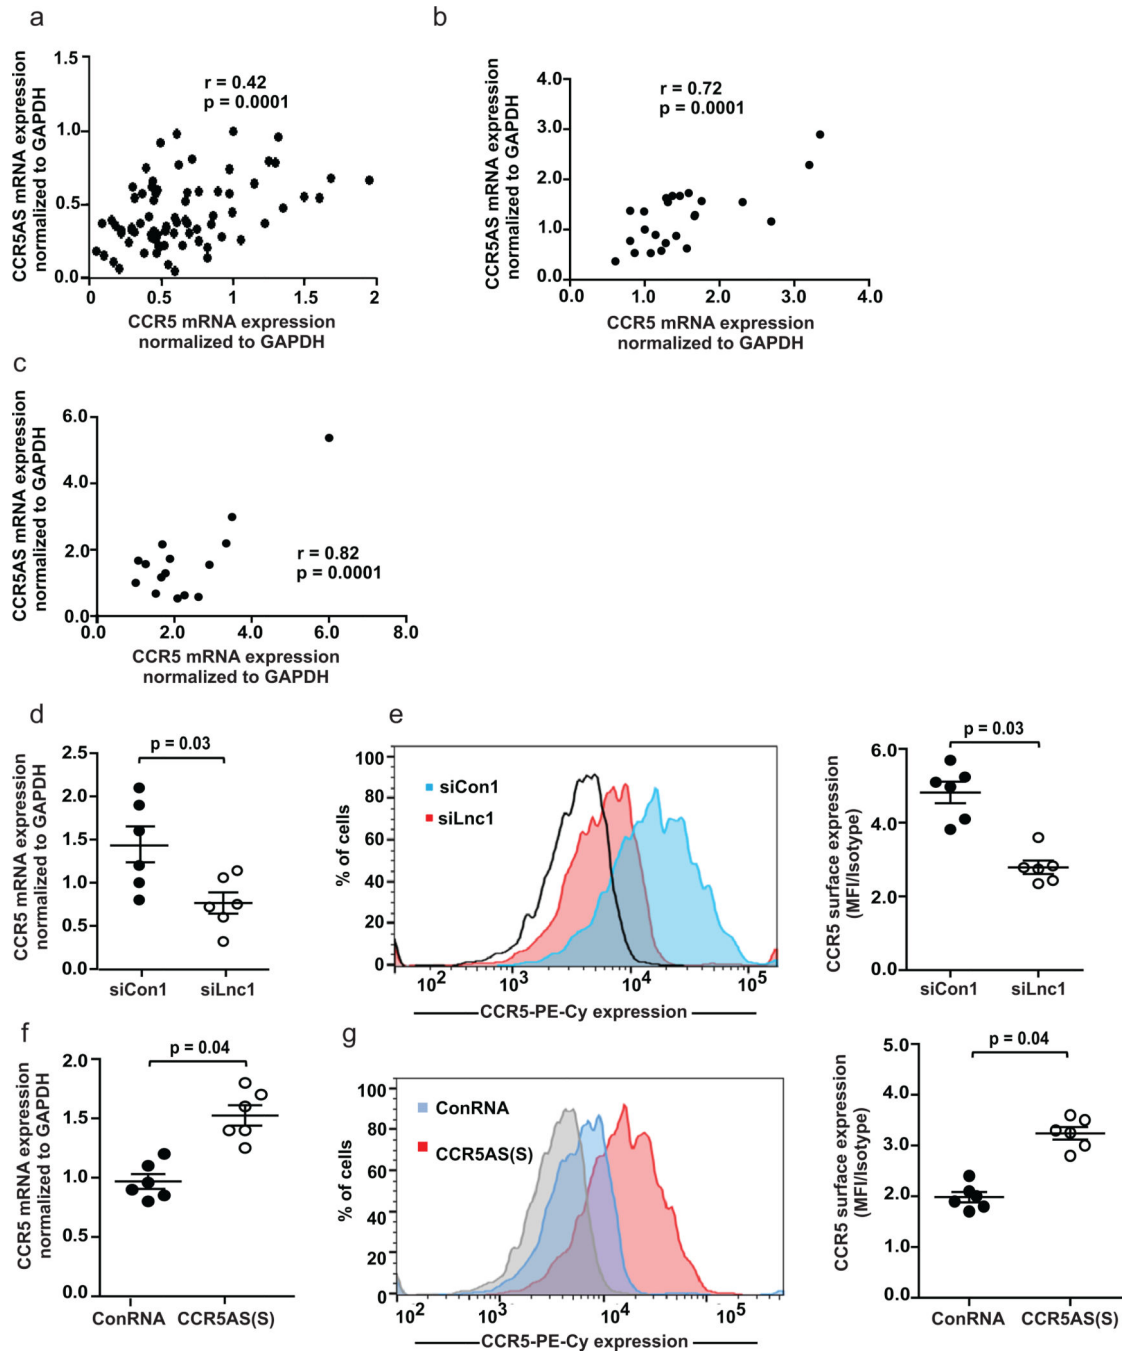 a
CCR5AS mRNA expression
normalized to GAPDH
1.5
1.0
0.5
0.0
r = 0.42
p = 0.0001
0 0.5 1 1.5 2
CCR5 mRNA expression
normalized to GAPDH
b
CCR5AS mRNA expression
normalized to GAPDH
4.0
3.0
2.0
1.0
0.0
r = 0.72
p = 0.0001
0.0 1.0 2.0 3.0 4.0
CCR5 mRNA expression
normalized to GAPDH
c
CCR5AS mRNA expression
normalized to GAPDH
6.0
4.0
2.0
0.0
r = 0.82
p = 0.0001
0.0 2.0 4.0 6.0 8.0
CCR5 mRNA expression
normalized to GAPDH
d
CCR5 mRNA expression
normalized to GAPDH
2.5
2.0
1.5
1.0
0.5
0.0
p = 0.03
siCon1 siLnc1
e
% of cells
100
80
60
40
20
0
siCon1
siLnc1
10² 10³ 10⁴ 10⁵
CCR5-PE-Cy expression
CCR5 surface expression
(MFI/Isotype)
6.0
4.0
2.0
0.0
p = 0.03
siCon1 siLnc1
f
CCR5 mRNA expression
normalized to GAPDH
2.0
1.5
1.0
0.5
0.0
p = 0.04
ConRNA CCR5AS(S)
g
% of cells
100
80
60
40
20
0
ConRNA
CCR5AS(S)
10² 10³ 10⁴ 10⁵
CCR5-PE-Cy expression
CCR5 surface expression
(MFI/Isotype)
5.0
4.0
3.0
2.0
1.0
0.0
p = 0.04
ConRNA CCR5AS(S)